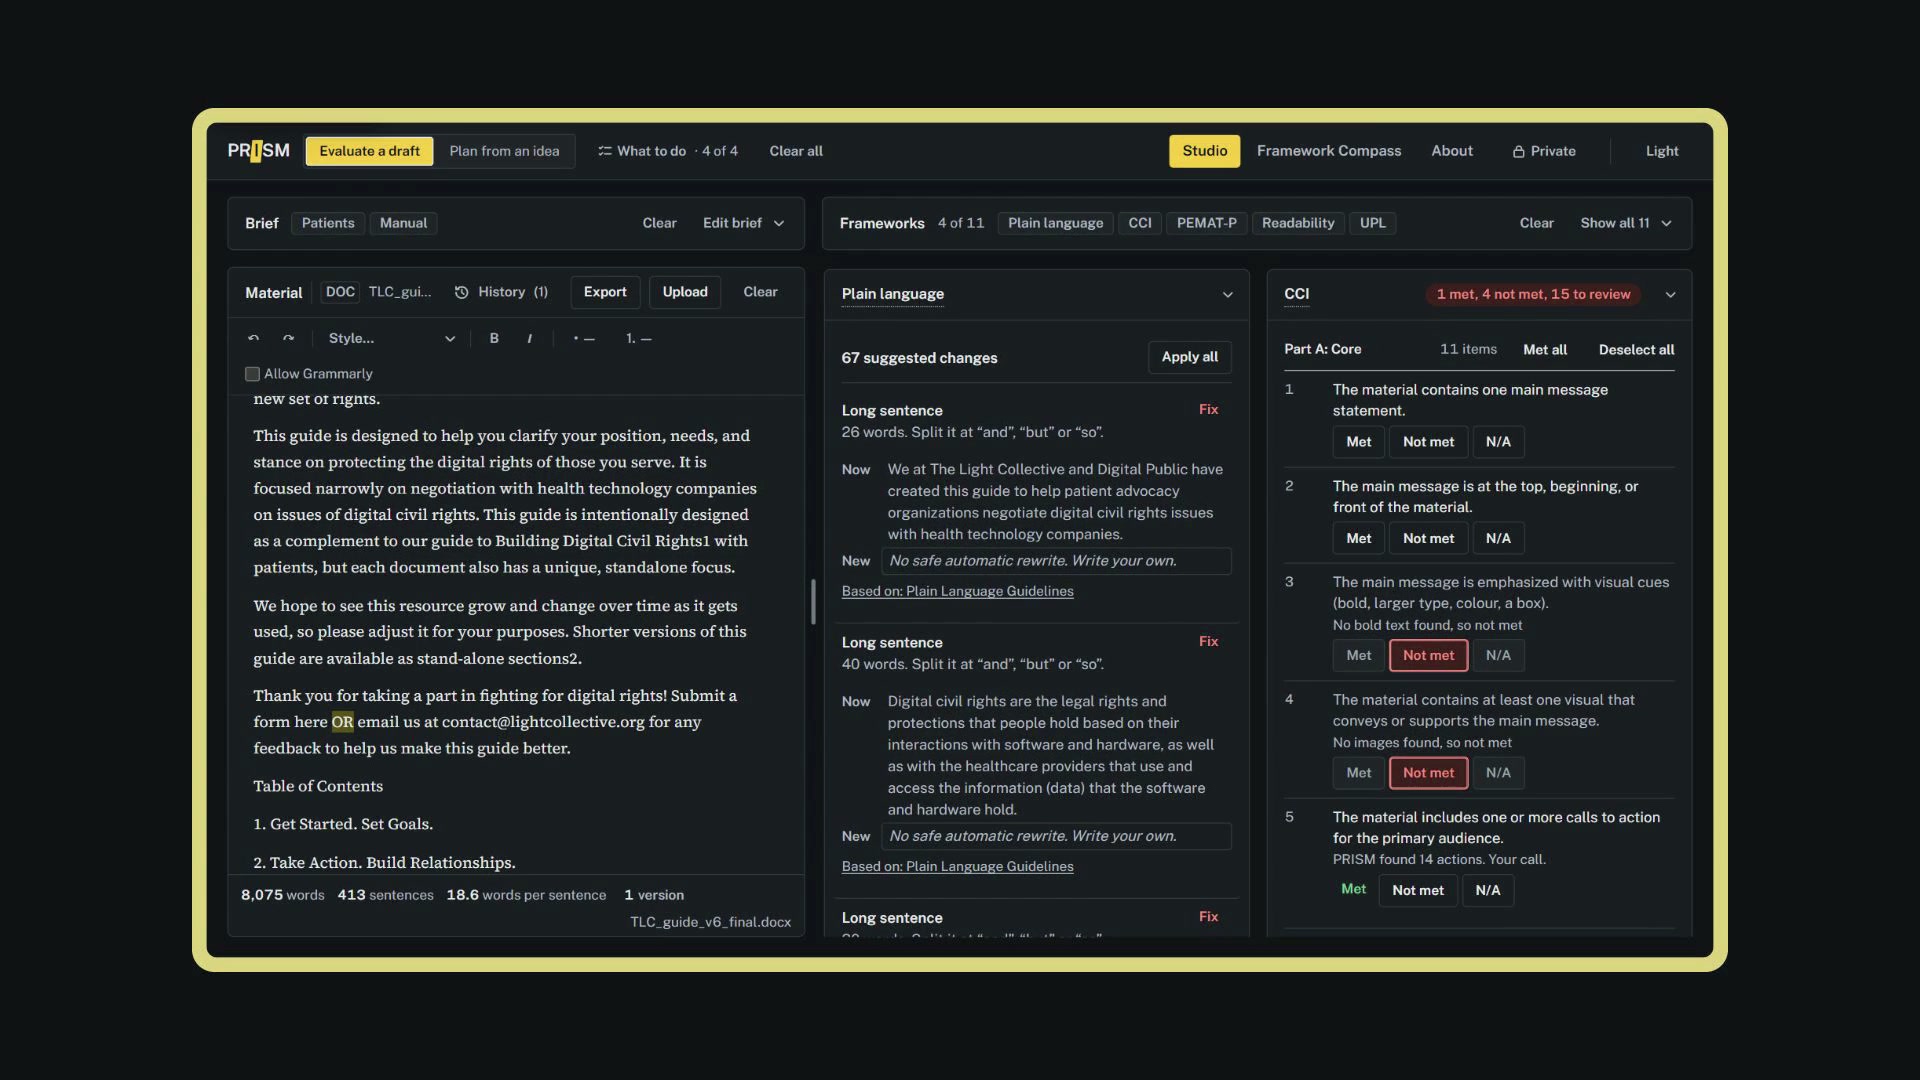 PRISM
Evaluate a draft
Plan from an idea
What to do · 4 of 4
Clear all
Studio
Framework Compass
About
Private
Light
Brief
Patients
Manual
Clear
Edit brief
Frameworks 4 of 11
Plain language
CCI
PEMAT-P
Readability
UPL
Clear
Show all 11
Material
DOC
TLC_gui...
History (1)
Export
Upload
Clear
Style...
B
I
• —
1. —
Allow Grammarly
new set of rights.
This guide is designed to help you clarify your position, needs, and
stance on protecting the digital rights of those you serve. It is
focused narrowly on negotiation with health technology companies
on issues of digital civil rights. This guide is intentionally designed
as a complement to our guide to Building Digital Civil Rights1 with
patients, but each document also has a unique, standalone focus.
We hope to see this resource grow and change over time as it gets
used, so please adjust it for your purposes. Shorter versions of this
guide are available as stand-alone sections2.
Thank you for taking a part in fighting for digital rights! Submit a
form here OR email us at contact@lightcollective.org for any
feedback to help us make this guide better.
Table of Contents
1. Get Started. Set Goals.
2. Take Action. Build Relationships.
8,075 words 413 sentences 18.6 words per sentence 1 version
TLC_guide_v6_final.docx
Plain language
67 suggested changes
Apply all
Long sentence
Fix
26 words. Split it at “and”, “but” or “so”.
Now We at The Light Collective and Digital Public have
created this guide to help patient advocacy
organizations negotiate digital civil rights issues
with health technology companies.
New No safe automatic rewrite. Write your own.
Based on: Plain Language Guidelines
Long sentence
Fix
40 words. Split it at “and”, “but” or “so”.
Now Digital civil rights are the legal rights and
protections that people hold based on their
interactions with software and hardware, as well
as with the healthcare providers that use and
access the information (data) that the software
and hardware hold.
New No safe automatic rewrite. Write your own.
Based on: Plain Language Guidelines
Long sentence
Fix
CCI
1 met, 4 not met, 15 to review
Part A: Core
11 items
Met all
Deselect all
1 The material contains one main message
statement.
Met
Not met
N/A
2 The main message is at the top, beginning, or
front of the material.
Met
Not met
N/A
3 The main message is emphasized with visual cues
(bold, larger type, colour, a box).
No bold text found, so not met
Met
Not met
N/A
4 The material contains at least one visual that
conveys or supports the main message.
No images found, so not met
Met
Not met
N/A
5 The material includes one or more calls to action
for the primary audience.
PRISM found 14 actions. Your call.
Met
Not met
N/A